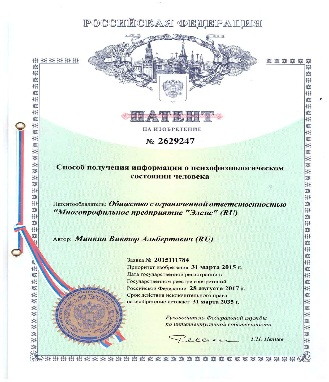 РОССИЙСКАЯ ФЕДЕРАЦИЯ
ПАТЕНТ
НА ИЗОБРЕТЕНИЕ
№ 2629247
Способ получения информации о психофизиологическом
состоянии человека
Патентообладатель: Общество с ограниченной ответственностью
"Многопрофильное предприятие "Элсис" (RU)
Автор: Минкин Виктор Альбертович (RU)
Заявка № 2015111784
Приоритет изобретения 31 марта 2015 г.
Дата государственной регистрации в
Государственном реестре изобретений
Российской Федерации 28 августа 2017 г.
Срок действия исключительного права
на изобретение истекает 31 марта 2035 г.
Руководитель Федеральной службы
по интеллектуальной собственности
Г.П. Ивлиев